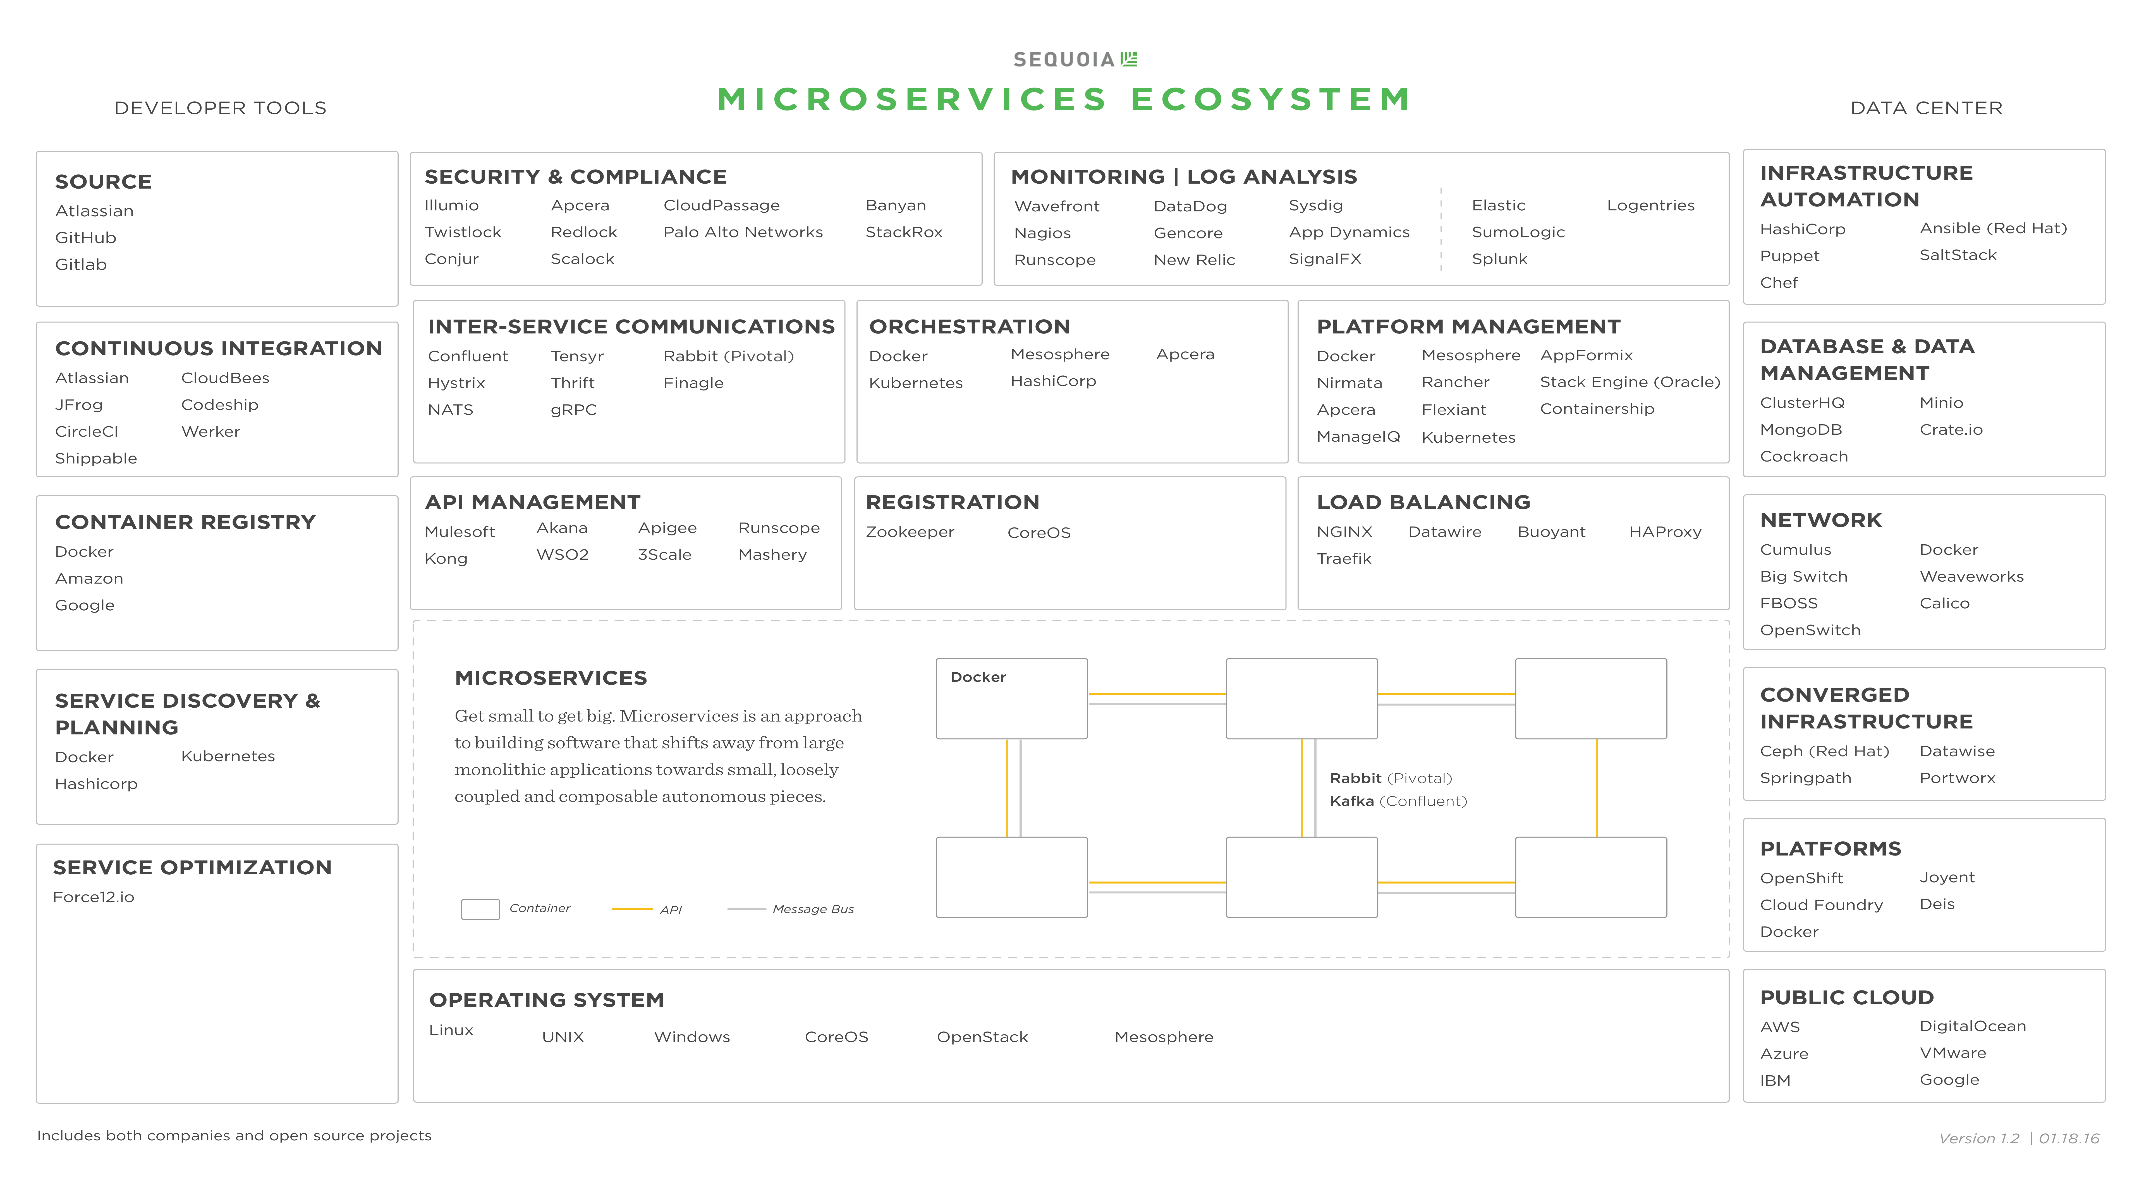 SEQUOIA
MICROSERVICES ECOSYSTEM
DEVELOPER TOOLS
DATA CENTER
SOURCE
Atlassian
GitHub
Gitlab
CONTINUOUS INTEGRATION
Atlassian CloudBees
JFrog Codeship
CircleCI Werker
Shippable
CONTAINER REGISTRY
Docker
Amazon
Google
SERVICE DISCOVERY &
PLANNING
Docker Kubernetes
Hashicorp
SERVICE OPTIMIZATION
Force12.io
SECURITY & COMPLIANCE
Illumio Apcera CloudPassage Banyan
Twistlock Redlock Palo Alto Networks StackRox
Conjur Scalock
MONITORING | LOG ANALYSIS
Wavefront DataDog Sysdig Elastic Logentries
Nagios Gencore App Dynamics SumoLogic
Runscope New Relic SignalFX Splunk
INTER-SERVICE COMMUNICATIONS
Confluent Tensyr Rabbit (Pivotal)
Hystrix Thrift Finagle
NATS gRPC
ORCHESTRATION
Docker Mesosphere Apcera
Kubernetes HashiCorp
PLATFORM MANAGEMENT
Docker Mesosphere AppFormix
Nirmata Rancher Stack Engine (Oracle)
Apcera Flexiant Containership
ManageIQ Kubernetes
API MANAGEMENT
Mulesoft Akana Apigee Runscope
Kong WSO2 3Scale Mashery
REGISTRATION
Zookeeper CoreOS
LOAD BALANCING
NGINX Datawire Buoyant HAProxy
Traefik
MICROSERVICES
Get small to get big. Microservices is an approach
to building software that shifts away from large
monolithic applications towards small, loosely
coupled and composable autonomous pieces.
Container API Message Bus
Docker
Rabbit (Pivotal)
Kafka (Confluent)
OPERATING SYSTEM
Linux UNIX Windows CoreOS OpenStack Mesosphere
INFRASTRUCTURE
AUTOMATION
HashiCorp Ansible (Red Hat)
Puppet SaltStack
Chef
DATABASE & DATA
MANAGEMENT
ClusterHQ Minio
MongoDB Crate.io
Cockroach
NETWORK
Cumulus Docker
Big Switch Weaveworks
FBOSS Calico
OpenSwitch
CONVERGED
INFRASTRUCTURE
Ceph (Red Hat) Datawise
Springpath Portworx
PLATFORMS
OpenShift Joyent
Cloud Foundry Deis
Docker
PUBLIC CLOUD
AWS DigitalOcean
Azure VMware
IBM Google
Includes both companies and open source projects
Version 1.2 | 01.18.16